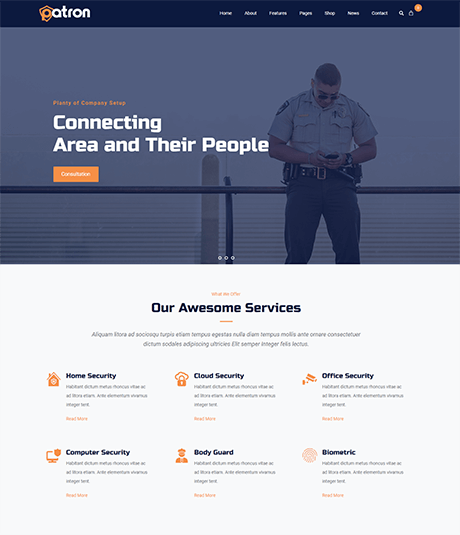 patron
Home About Features Pages Shop News Contact
Planty of Company Setup
Connecting
Area and Their People
Consultation
What We Offer
Our Awesome Services
Aliquam litora ad sociosqu turpis etiam tempus egestas nulla diam tempus mollis ante ornare consectetuer
dictum sodales adipiscing ultricies Elit semper integer felis lectus.
Home Security
Habitant dictum metus rhoncus vitae ac
ad litora etiam. Ante elementum vivamus
integer tent
Read More
Cloud Security
Habitant dictum metus rhoncus vitae ac
ad litora etiam. Ante elementum vivamus
integer tent
Read More
Office Security
Habitant dictum metus rhoncus vitae ac
ad litora etiam. Ante elementum vivamus
integer tent
Read More
Computer Security
Habitant dictum metus rhoncus vitae ac
ad litora etiam. Ante elementum vivamus
integer tent
Read More
Body Guard
Habitant dictum metus rhoncus vitae ac
ad litora etiam. Ante elementum vivamus
integer tent
Read More
Biometric
Habitant dictum metus rhoncus vitae ac
ad litora etiam. Ante elementum vivamus
integer tent
Read More